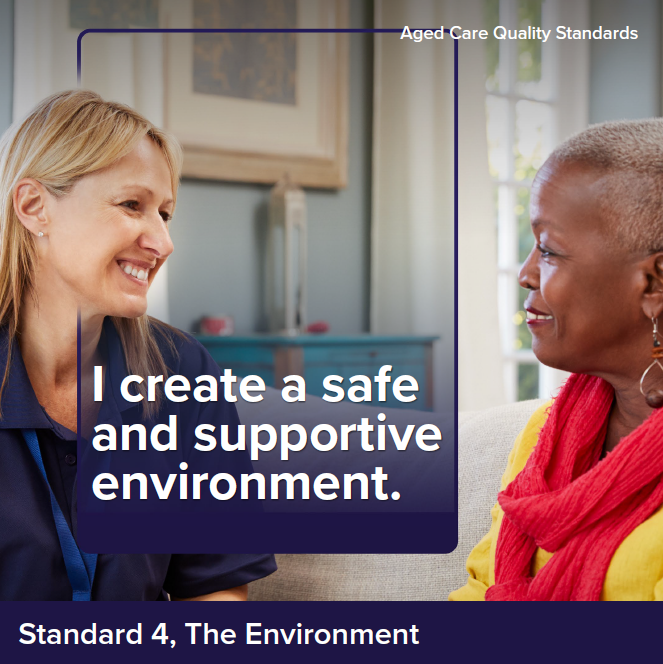 Aged Care Quality Standards
I create a safe
and supportive
environment.
Standard 4, The Environment